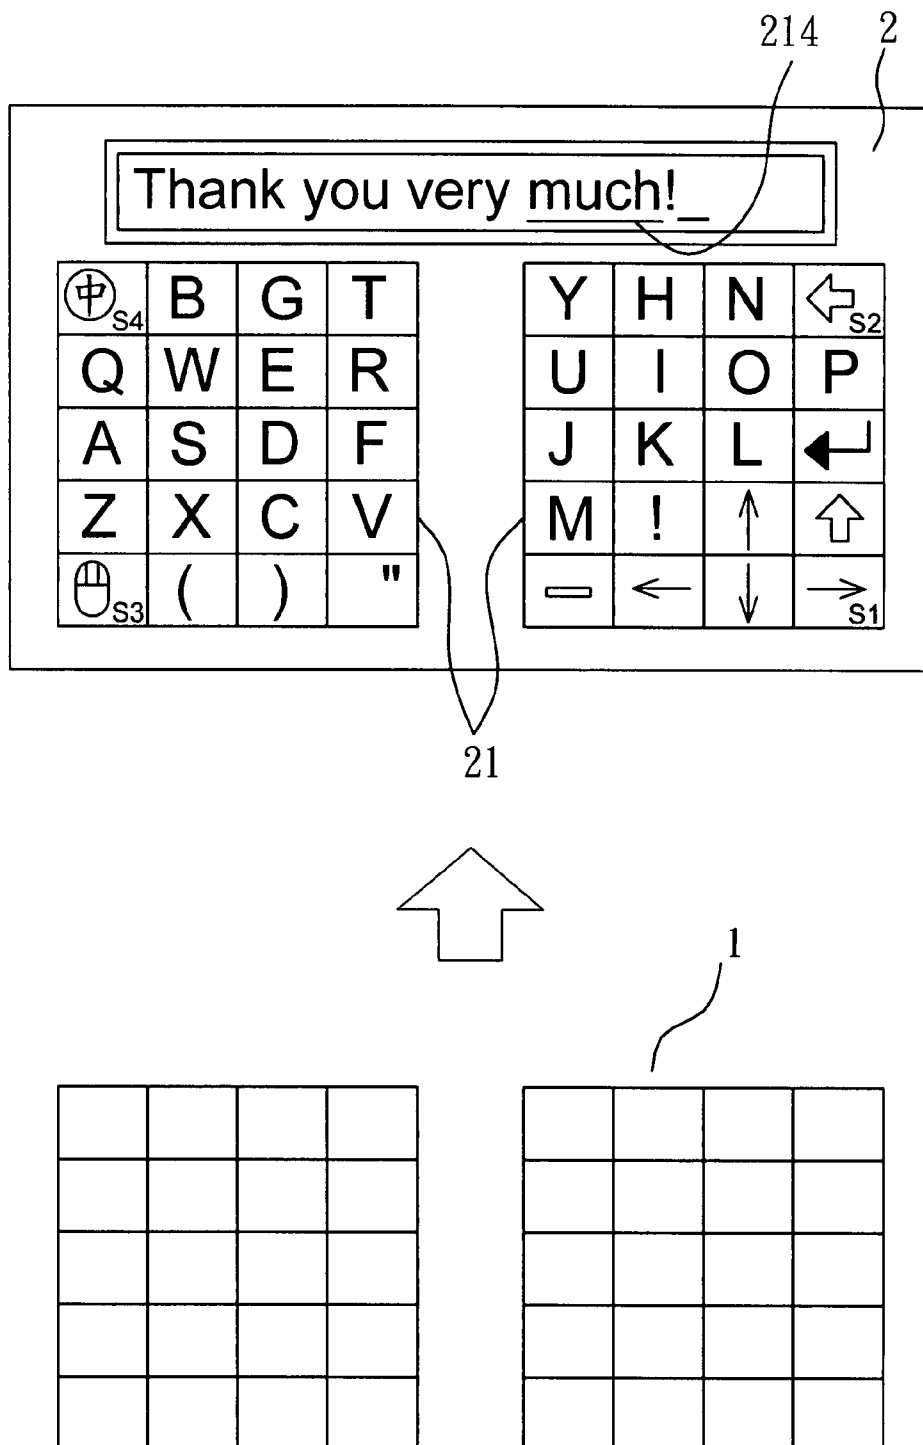 214 2
Thank you very much!_
中 S4 B G T Y H N S2
Q W E R U I O P
A S D F J K L
Z X C V M !
S3 ( ) " S1
21
1